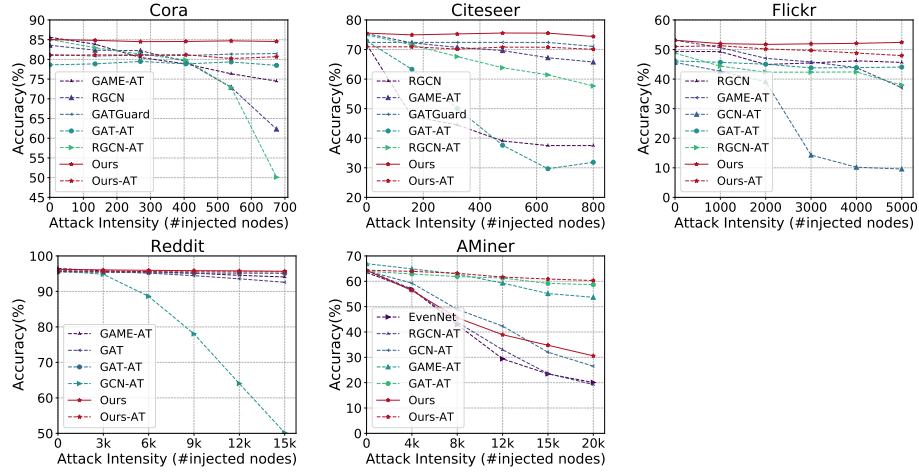 Cora
Accuracy(%)
90
85
80
75
70
65
60
55
50
45
GAME-AT
RGCN
GATGuard
GAT-AT
RGCN-AT
Ours
Ours-AT
0 100 200 300 400 500 600 700
Attack Intensity (#injected nodes)
Citeseer
Accuracy(%)
80
70
60
50
40
30
20
RGCN
GAME-AT
GATGuard
GAT-AT
RGCN-AT
Ours
Ours-AT
0 200 400 600 800
Attack Intensity (#injected nodes)
Flickr
Accuracy(%)
60
50
40
30
20
10
0
RGCN
GAME-AT
GCN-AT
GAT-AT
RGCN-AT
Ours
Ours-AT
0 1000 2000 3000 4000 5000
Attack Intensity (#injected nodes)
Reddit
Accuracy(%)
100
90
80
70
60
50
GAME-AT
GAT
GAT-AT
GCN-AT
Ours
Ours-AT
0 3k 6k 9k 12k 15k
Attack Intensity (#injected nodes)
AMiner
Accuracy(%)
70
60
50
40
30
20
10
0
EvenNet
RGCN-AT
GCN-AT
GAME-AT
GAT-AT
Ours
Ours-AT
0 4k 8k 12k 15k 20k
Attack Intensity (#injected nodes)